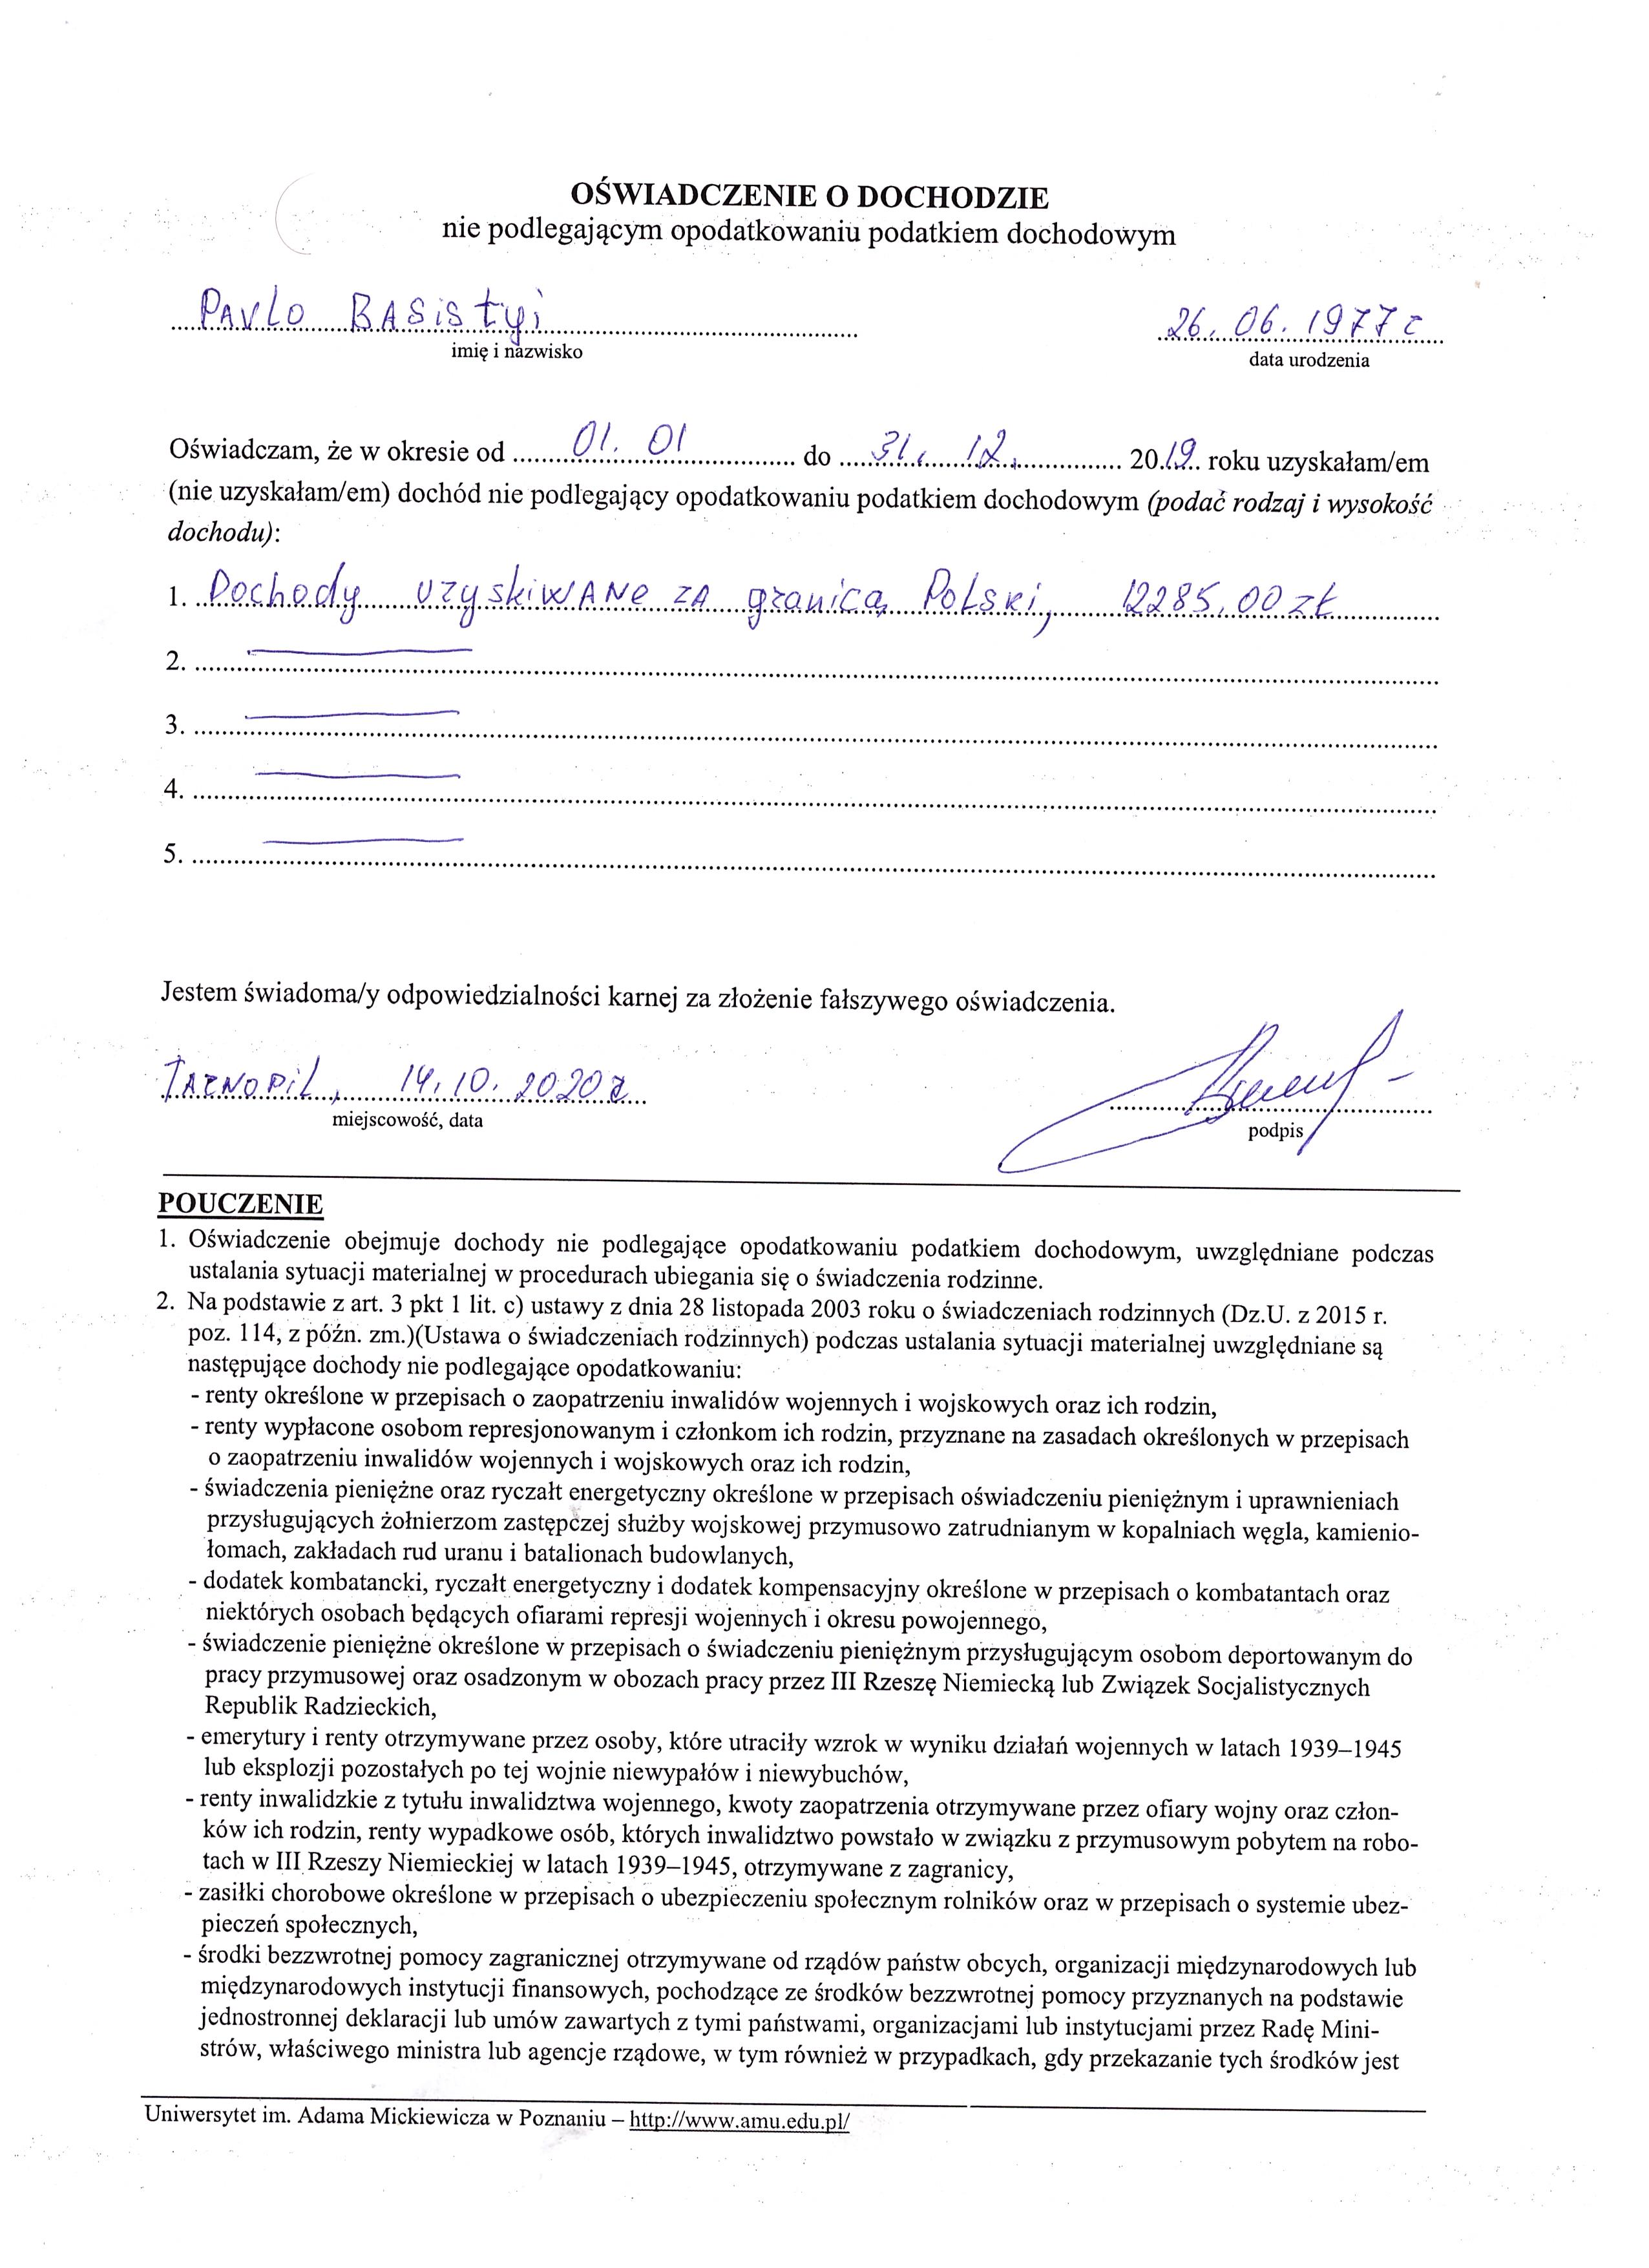 OŚWIADCZENIE O DOCHODZIE
nie podlegającym opodatkowaniu podatkiem dochodowym
PAVLO BASistyi
26.06.1977 r
imię i nazwisko
data urodzenia
Oświadczam, że w okresie od 01.01 do 31.12. 2019 roku uzyskałam/em
(nie uzyskałam/em) dochód nie podlegający opodatkowaniu podatkiem dochodowym (podać rodzaj i wysokość
dochodu):
1. Dochody uzyskiwane za granicą Polski, 12285,00 zł
2.
3.
4.
5.
Jestem świadoma/y odpowiedzialności karnej za złożenie fałszywego oświadczenia.
TARNOPiL, 14.10.2020 r.
miejscowość, data
podpis
POUCZENIE
1. Oświadczenie obejmuje dochody nie podlegające opodatkowaniu podatkiem dochodowym, uwzględniane podczas
ustalania sytuacji materialnej w procedurach ubiegania się o świadczenia rodzinne.
2. Na podstawie z art. 3 pkt 1 lit. c) ustawy z dnia 28 listopada 2003 roku o świadczeniach rodzinnych (Dz.U. z 2015 r.
poz. 114, z późn. zm.)(Ustawa o świadczeniach rodzinnych) podczas ustalania sytuacji materialnej uwzględniane są
następujące dochody nie podlegające opodatkowaniu:
- renty określone w przepisach o zaopatrzeniu inwalidów wojennych i wojskowych oraz ich rodzin,
- renty wypłacone osobom represjonowanym i członkom ich rodzin, przyznane na zasadach określonych w przepisach
o zaopatrzeniu inwalidów wojennych i wojskowych oraz ich rodzin,
- świadczenia pieniężne oraz ryczałt energetyczny określone w przepisach oświadczeniu pieniężnym i uprawnieniach
przysługujących żołnierzom zastępczej służby wojskowej przymusowo zatrudnianym w kopalniach węgla, kamienio-
łomach, zakładach rud uranu i batalionach budowlanych,
- dodatek kombatancki, ryczałt energetyczny i dodatek kompensacyjny określone w przepisach o kombatantach oraz
niektórych osobach będących ofiarami represji wojennych i okresu powojennego,
- świadczenie pieniężne określone w przepisach o świadczeniu pieniężnym przysługującym osobom deportowanym do
pracy przymusowej oraz osadzonym w obozach pracy przez III Rzeszę Niemiecką lub Związek Socjalistycznych
Republik Radzieckich,
- emerytury i renty otrzymywane przez osoby, które utraciły wzrok w wyniku działań wojennych w latach 1939–1945
lub eksplozji pozostałych po tej wojnie niewypałów i niewybuchów,
- renty inwalidzkie z tytułu inwalidztwa wojennego, kwoty zaopatrzenia otrzymywane przez ofiary wojny oraz człon-
ków ich rodzin, renty wypadkowe osób, których inwalidztwo powstało w związku z przymusowym pobytem na robo-
tach w III Rzeszy Niemieckiej w latach 1939–1945, otrzymywane z zagranicy,
- zasiłki chorobowe określone w przepisach o ubezpieczeniu społecznym rolników oraz w przepisach o systemie ubez-
pieczeń społecznych,
- środki bezzwrotnej pomocy zagranicznej otrzymywane od rządów państw obcych, organizacji międzynarodowych lub
międzynarodowych instytucji finansowych, pochodzące ze środków bezzwrotnej pomocy przyznanych na podstawie
jednostronnej deklaracji lub umów zawartych z tymi państwami, organizacjami lub instytucjami przez Radę Mini-
strów, właściwego ministra lub agencje rządowe, w tym również w przypadkach, gdy przekazanie tych środków jest
Uniwersytet im. Adama Mickiewicza w Poznaniu – http://www.amu.edu.pl/